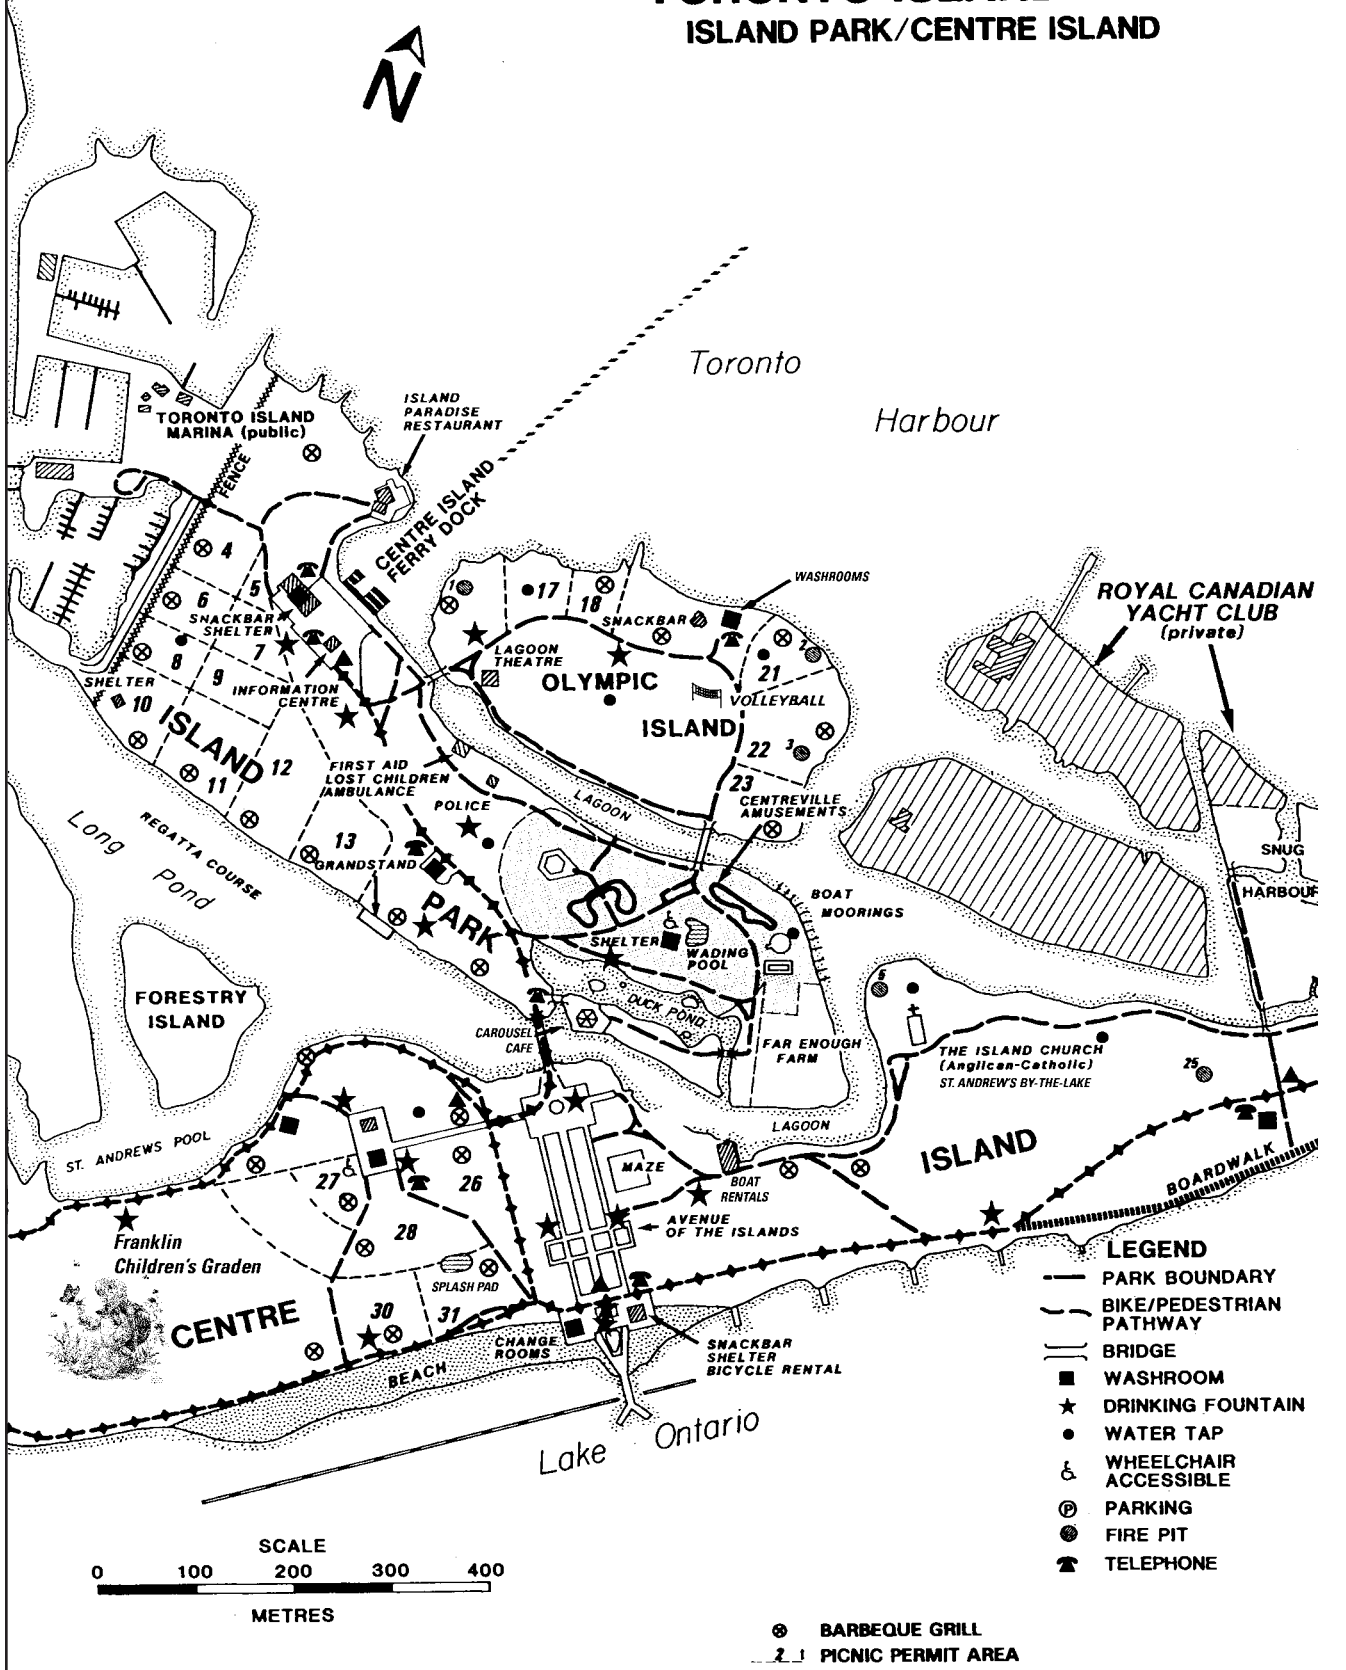 ISLAND PARK/CENTRE ISLAND
N
Toronto
Harbour
ISLAND
PARADISE
RESTAURANT
TORONTO ISLAND
MARINA (public)
FENCE
CENTRE ISLAND
FERRY DOCK
WASHROOMS
ROYAL CANADIAN
YACHT CLUB
(private)
4
5
6
SNACKBAR
SHELTER
7
8
9
SHELTER
10
INFORMATION
CENTRE
1
17
18
SNACKBAR
2
21
LAGOON
THEATRE
OLYMPIC
ISLAND
VOLLEYBALL
22
3
23
ISLAND
PARK
11
12
13
FIRST AID
LOST CHILDREN
AMBULANCE
POLICE
LAGOON
CENTREVILLE
AMUSEMENTS
SNUG
HARBOUR
Long
Pond
REGATTA COURSE
GRANDSTAND
BOAT
MOORINGS
SHELTER
WADING
POOL
DUCK POND
5
FORESTRY
ISLAND
CAROUSEL
CAFE
FAR ENOUGH
FARM
THE ISLAND CHURCH
(Anglican-Catholic)
ST. ANDREW'S BY-THE-LAKE
25
LAGOON
ST. ANDREWS POOL
27
26
MAZE
BOAT
RENTALS
ISLAND
BOARDWALK
28
AVENUE
OF THE ISLANDS
Franklin
Children's Graden
SPLASH PAD
CENTRE
30
31
CHANGE
ROOMS
BEACH
SNACKBAR
SHELTER
BICYCLE RENTAL
Lake Ontario
LEGEND
PARK BOUNDARY
BIKE/PEDESTRIAN
PATHWAY
BRIDGE
WASHROOM
DRINKING FOUNTAIN
WATER TAP
WHEELCHAIR
ACCESSIBLE
P PARKING
FIRE PIT
TELEPHONE
SCALE
0 100 200 300 400
METRES
BARBEQUE GRILL
2 1 PICNIC PERMIT AREA